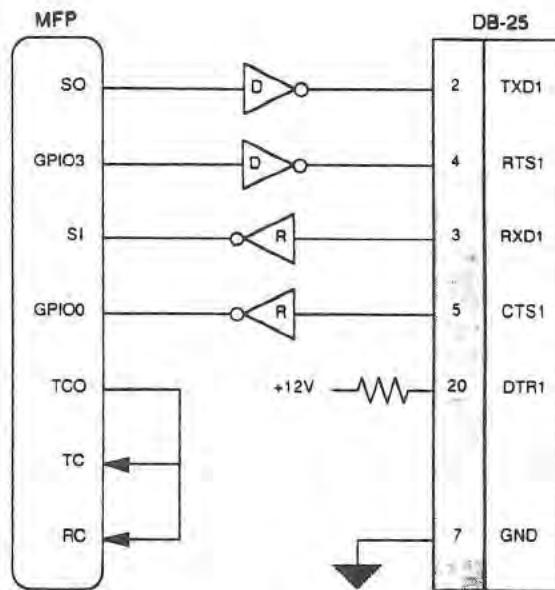 MFP DB-25
SO D 2 TXD1
GPIO3 D 4 RTS1
SI R 3 RXD1
GPIO0 R 5 CTS1
TCO +12V 20 DTR1
TC
RC 7 GND